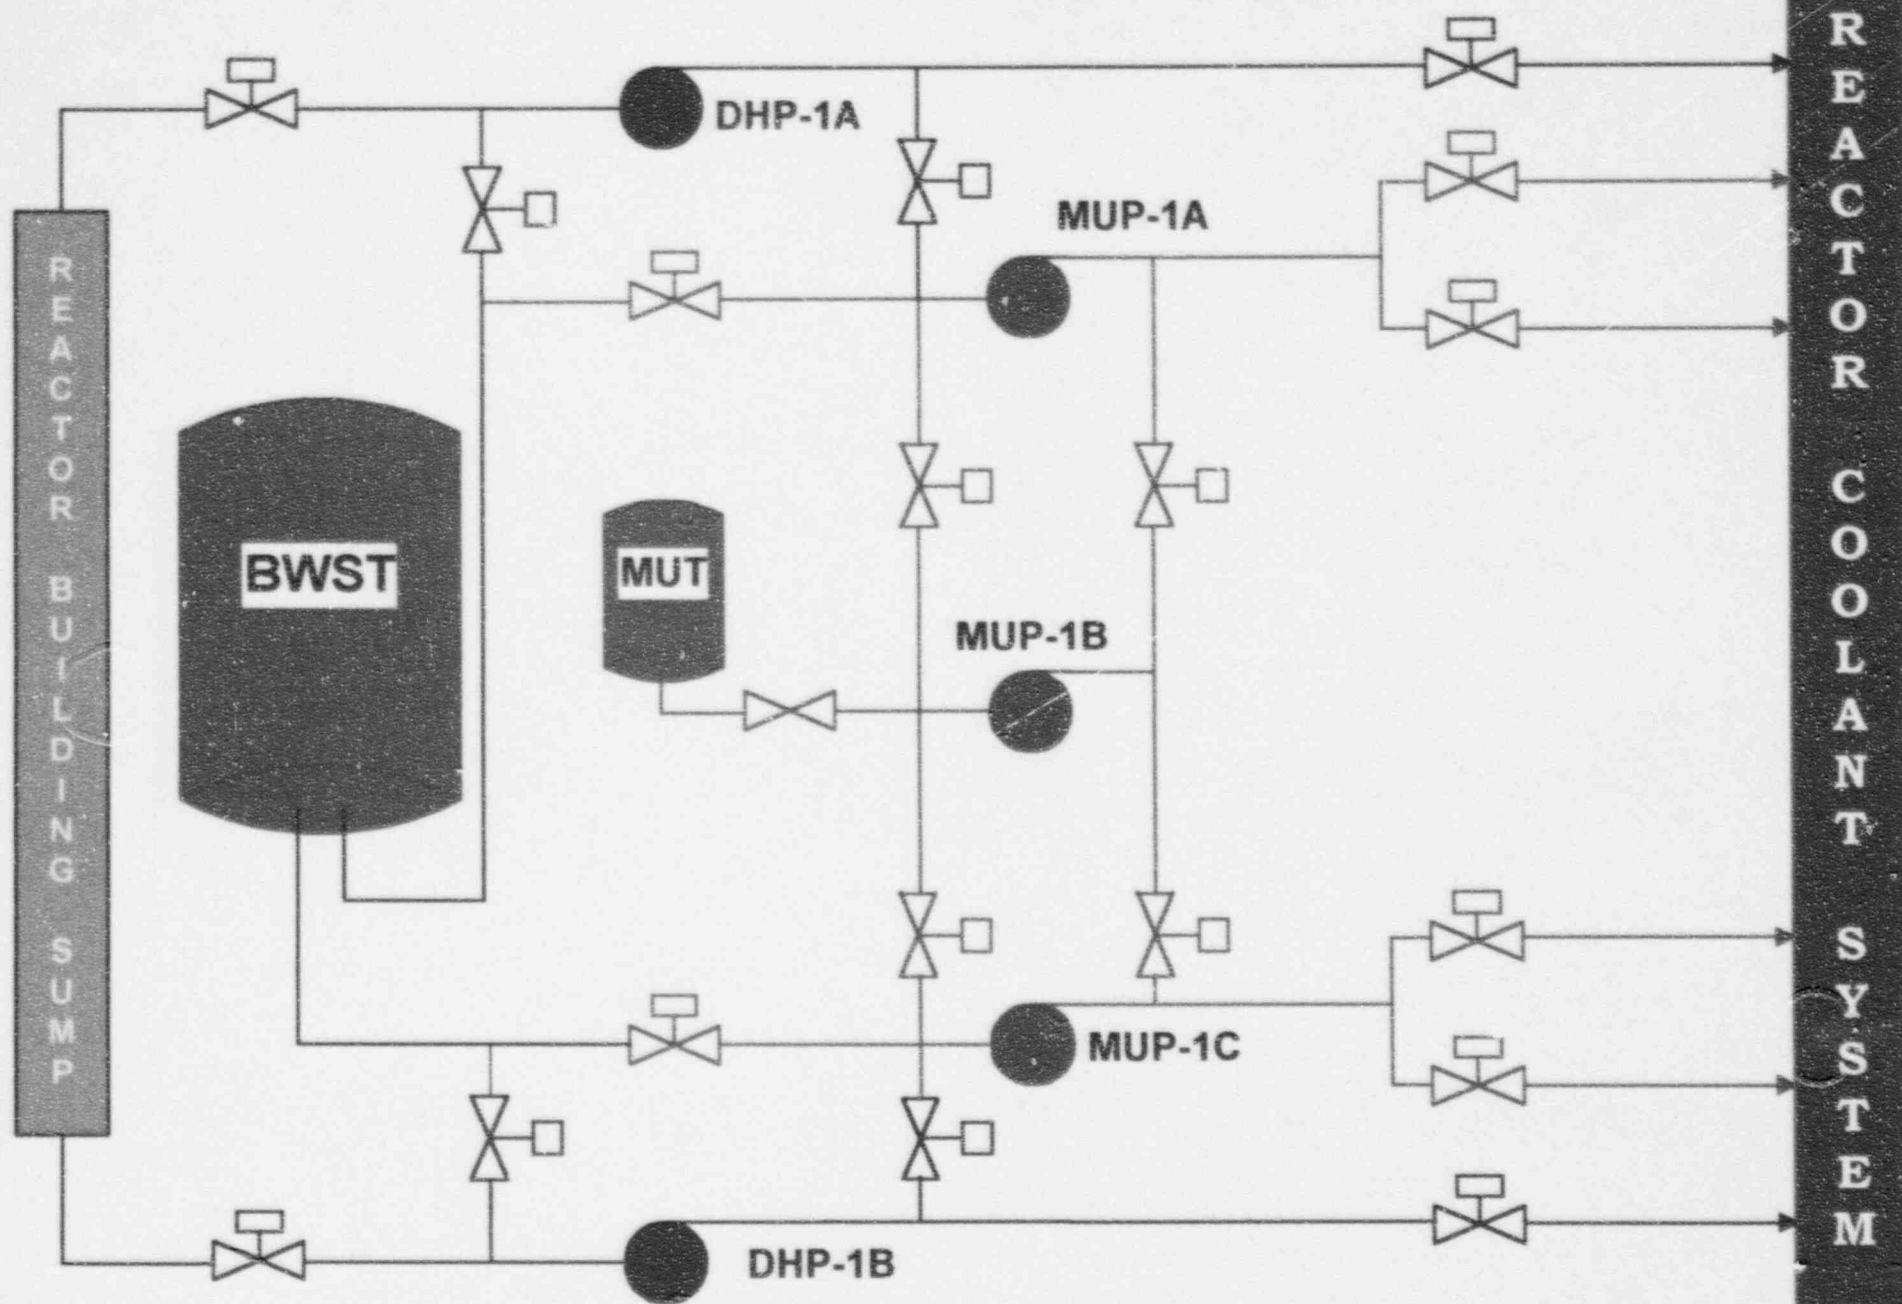 REACTOR BUILDING SUMP
BWST
MUT
DHP-1A
MUP-1A
MUP-1B
MUP-1C
DHP-1B
REACTOR COOLANT SYSTEM